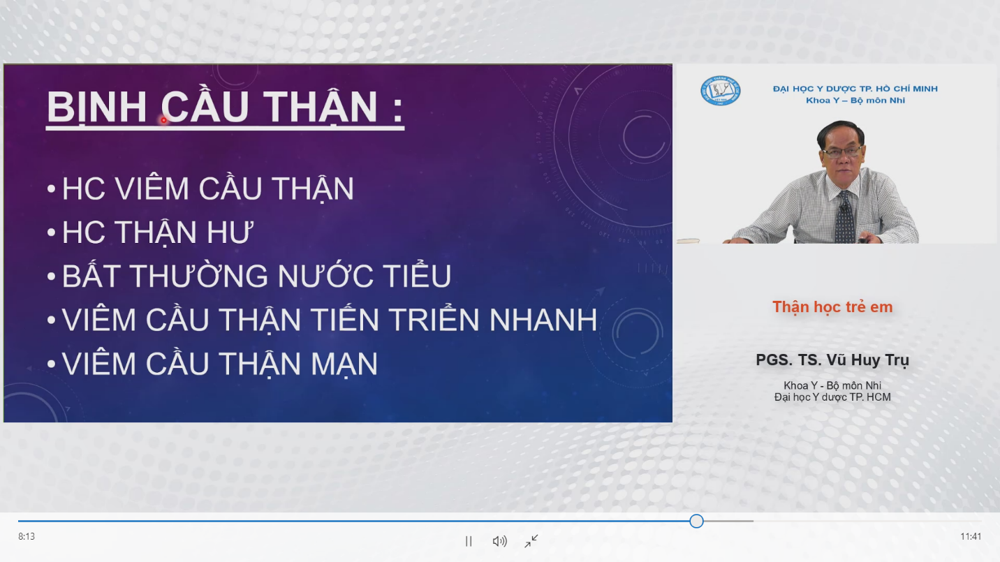 BỊNH CẦU THẬN :
• HC VIÊM CẦU THẬN
• HC THẬN HƯ
• BẤT THƯỜNG NƯỚC TIỂU
• VIÊM CẦU THẬN TIẾN TRIỂN NHANH
• VIÊM CẦU THẬN MẠN
ĐẠI HỌC Y DƯỢC TP. HỒ CHÍ MINH
Khoa Y – Bộ môn Nhi
Thận học trẻ em
PGS. TS. Vũ Huy Trụ
Khoa Y - Bộ môn Nhi
Đại học Y dược TP. HCM
8:13
11:41